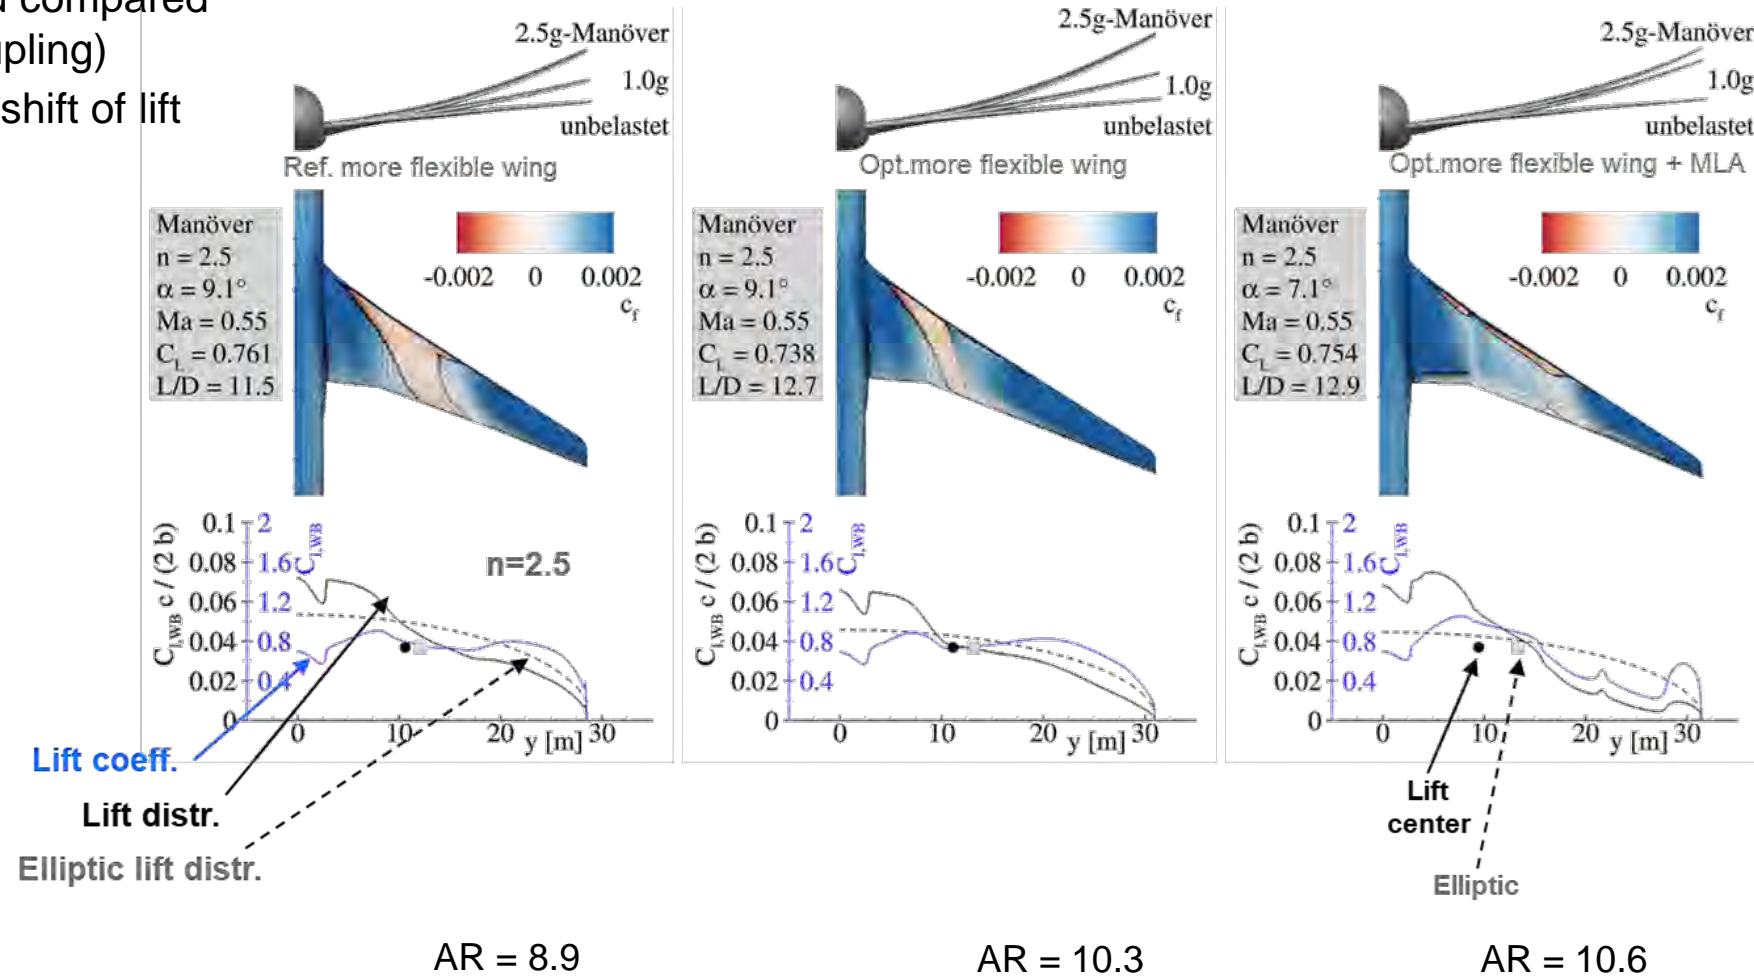 compared
upling)
shift of lift
2.5g-Manöver
1.0g
unbelastet
Ref. more flexible wing
Manöver
n = 2.5
α = 9.1°
Ma = 0.55
C_L = 0.761
L/D = 11.5
-0.002 0 0.002
c_f
C_l,WB c / (2 b)
0.1
0.08
0.06
0.04
0.02
0
2
1.6
1.2
0.8
0.4
C_l,WB
n=2.5
0 10 20 30
y [m]
Lift coeff.
Lift distr.
Elliptic lift distr.
AR = 8.9
2.5g-Manöver
1.0g
unbelastet
Opt.more flexible wing
Manöver
n = 2.5
α = 9.1°
Ma = 0.55
C_L = 0.738
L/D = 12.7
-0.002 0 0.002
c_f
C_l,WB c / (2 b)
0.1
0.08
0.06
0.04
0.02
0
2
1.6
1.2
0.8
0.4
C_l,WB
0 10 20 30
y [m]
AR = 10.3
2.5g-Manöver
1.0g
unbelastet
Opt.more flexible wing + MLA
Manöver
n = 2.5
α = 7.1°
Ma = 0.55
C_L = 0.754
L/D = 12.9
-0.002 0 0.002
c_f
C_l,WB c / (2 b)
0.1
0.08
0.06
0.04
0.02
0
2
1.6
1.2
0.8
0.4
C_l,WB
0 10 20 30
y [m]
Lift
center
Elliptic
AR = 10.6